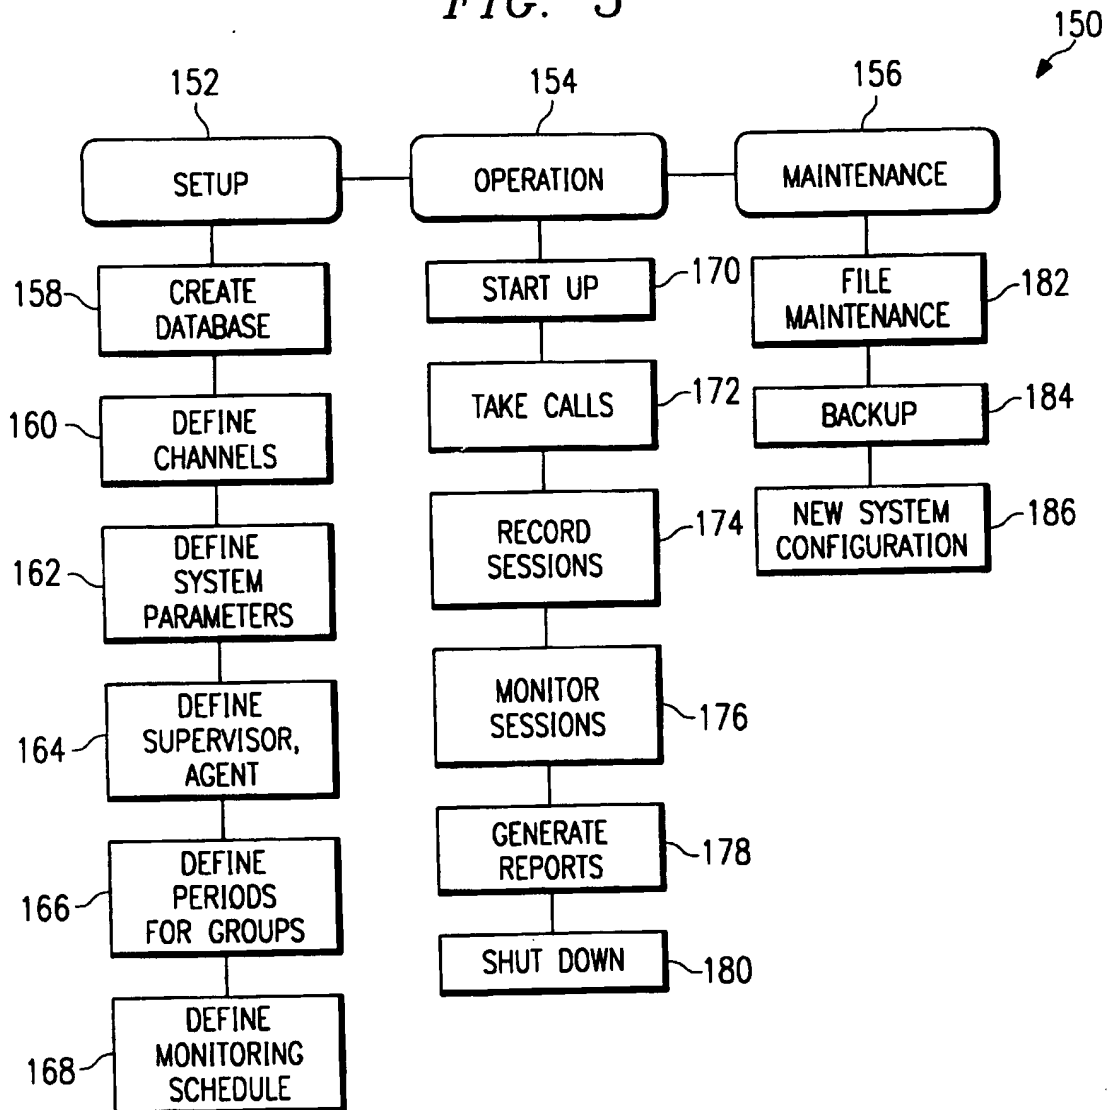 FIG. 5
150
152
154
156
SETUP
OPERATION
MAINTENANCE
158
CREATE
DATABASE
160
DEFINE
CHANNELS
162
DEFINE
SYSTEM
PARAMETERS
164
DEFINE
SUPERVISOR,
AGENT
166
DEFINE
PERIODS
FOR GROUPS
168
DEFINE
MONITORING
SCHEDULE
START UP
170
TAKE CALLS
172
RECORD
SESSIONS
174
MONITOR
SESSIONS
176
GENERATE
REPORTS
178
SHUT DOWN
180
FILE
MAINTENANCE
182
BACKUP
184
NEW SYSTEM
CONFIGURATION
186